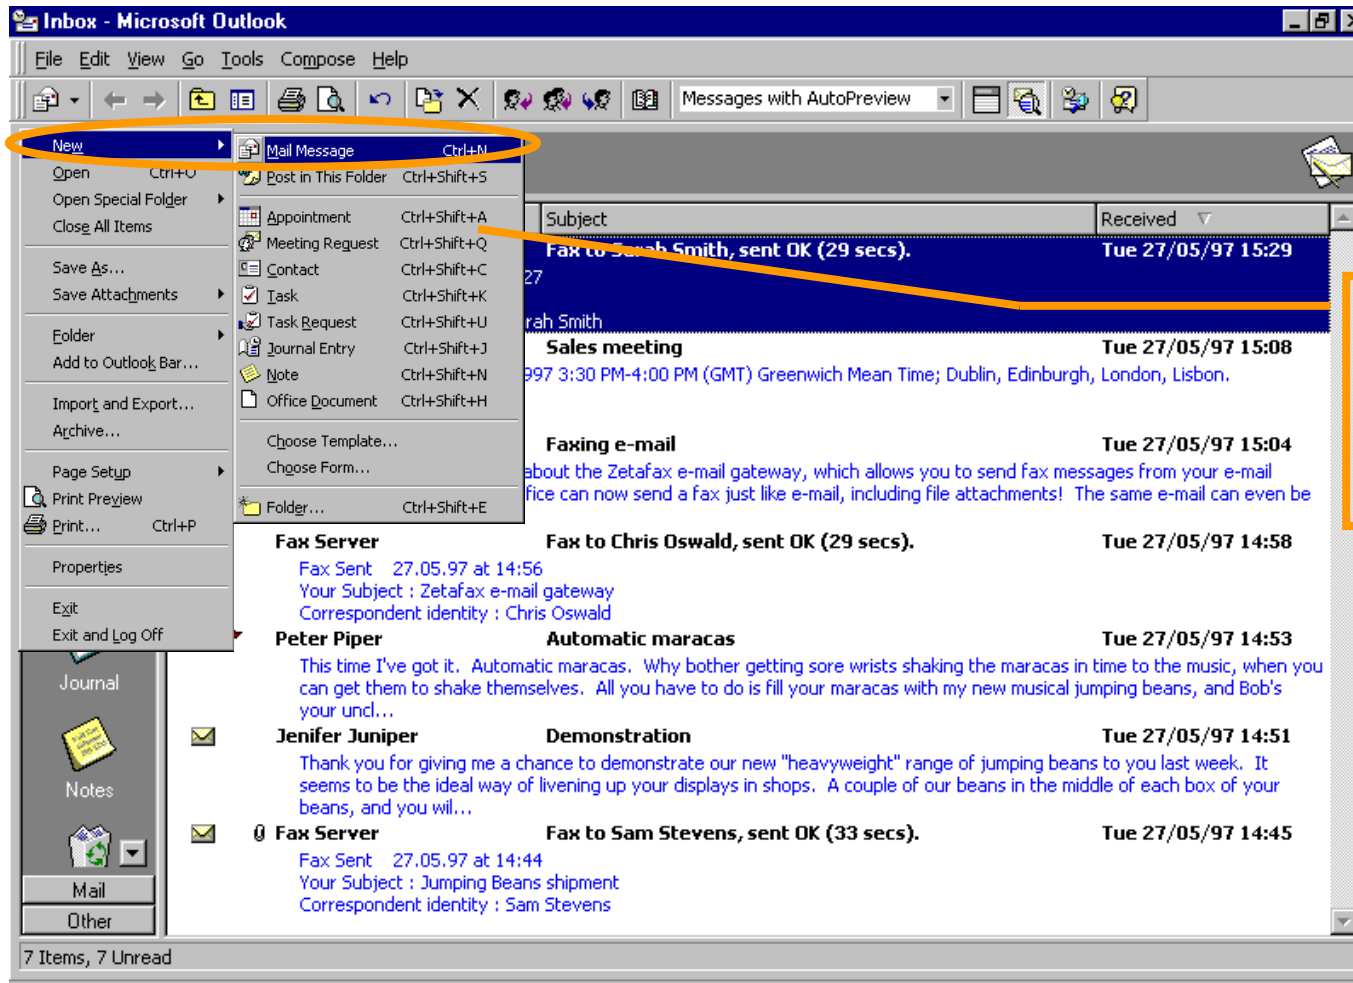 Inbox - Microsoft Outlook
File Edit View Go Tools Compose Help
Messages with AutoPreview
New
Open Ctrl+O
Open Special Folder
Close All Items
Save As...
Save Attachments
Folder
Add to Outlook Bar...
Import and Export...
Archive...
Page Setup
Print Preview
Print... Ctrl+P
Properties
Exit
Exit and Log Off
Mail Message Ctrl+N
Post in This Folder Ctrl+Shift+S
Appointment Ctrl+Shift+A
Meeting Request Ctrl+Shift+Q
Contact Ctrl+Shift+C
Task Ctrl+Shift+K
Task Request Ctrl+Shift+U
Journal Entry Ctrl+Shift+J
Note Ctrl+Shift+N
Office Document Ctrl+Shift+H
Choose Template...
Choose Form...
Folder... Ctrl+Shift+E
Subject Received
Fax to Sarah Smith, sent OK (29 secs). Tue 27/05/97 15:29
27
rah Smith
Sales meeting Tue 27/05/97 15:08
997 3:30 PM-4:00 PM (GMT) Greenwich Mean Time; Dublin, Edinburgh, London, Lisbon.
Faxing e-mail Tue 27/05/97 15:04
about the Zetafax e-mail gateway, which allows you to send fax messages from your e-mail
fice can now send a fax just like e-mail, including file attachments! The same e-mail can even be
Fax Server Fax to Chris Oswald, sent OK (29 secs). Tue 27/05/97 14:58
Fax Sent 27.05.97 at 14:56
Your Subject : Zetafax e-mail gateway
Correspondent identity : Chris Oswald
Peter Piper Automatic maracas Tue 27/05/97 14:53
This time I've got it. Automatic maracas. Why bother getting sore wrists shaking the maracas in time to the music, when you
can get them to shake themselves. All you have to do is fill your maracas with my new musical jumping beans, and Bob's
your uncl...
Jenifer Juniper Demonstration Tue 27/05/97 14:51
Thank you for giving me a chance to demonstrate our new "heavyweight" range of jumping beans to you last week. It
seems to be the ideal way of livening up your displays in shops. A couple of our beans in the middle of each box of your
beans, and you wil...
Fax Server Fax to Sam Stevens, sent OK (33 secs). Tue 27/05/97 14:45
Fax Sent 27.05.97 at 14:44
Your Subject : Jumping Beans shipment
Correspondent identity : Sam Stevens
Journal
Notes
Mail
Other
7 Items, 7 Unread